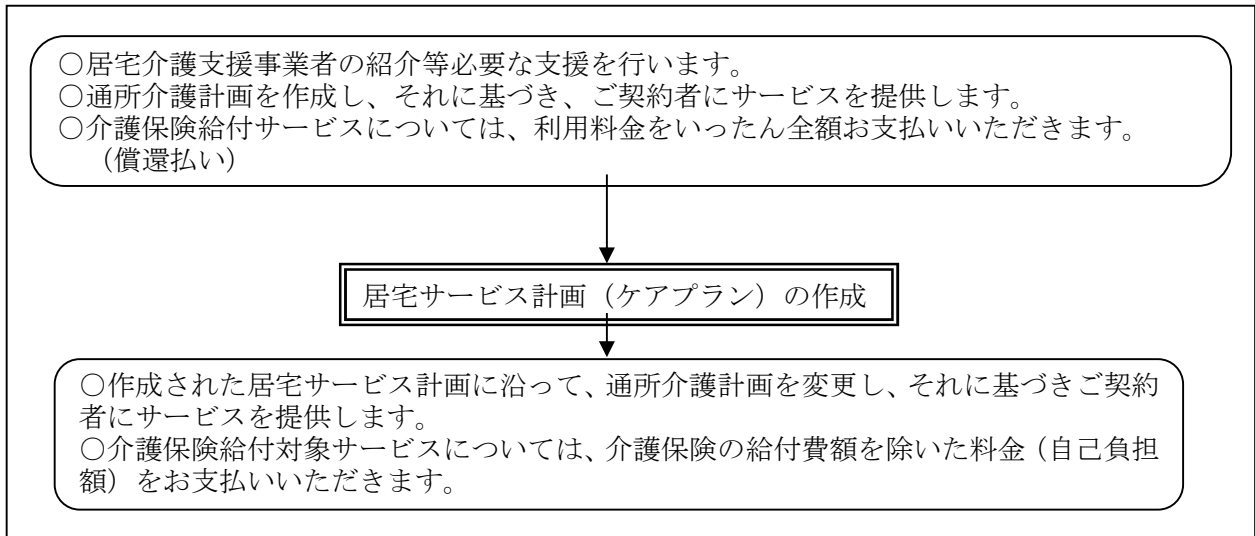 ○居宅介護支援事業者の紹介等必要な支援を行います。
○通所介護計画を作成し、それに基づき、ご契約者にサービスを提供します。
○介護保険給付サービスについては、利用料金をいったん全額お支払いいただきます。
（償還払い）
居宅サービス計画（ケアプラン）の作成
○作成された居宅サービス計画に沿って、通所介護計画を変更し、それに基づきご契約
者にサービスを提供します。
○介護保険給付対象サービスについては、介護保険の給付費額を除いた料金（自己負担
額）をお支払いいただきます。